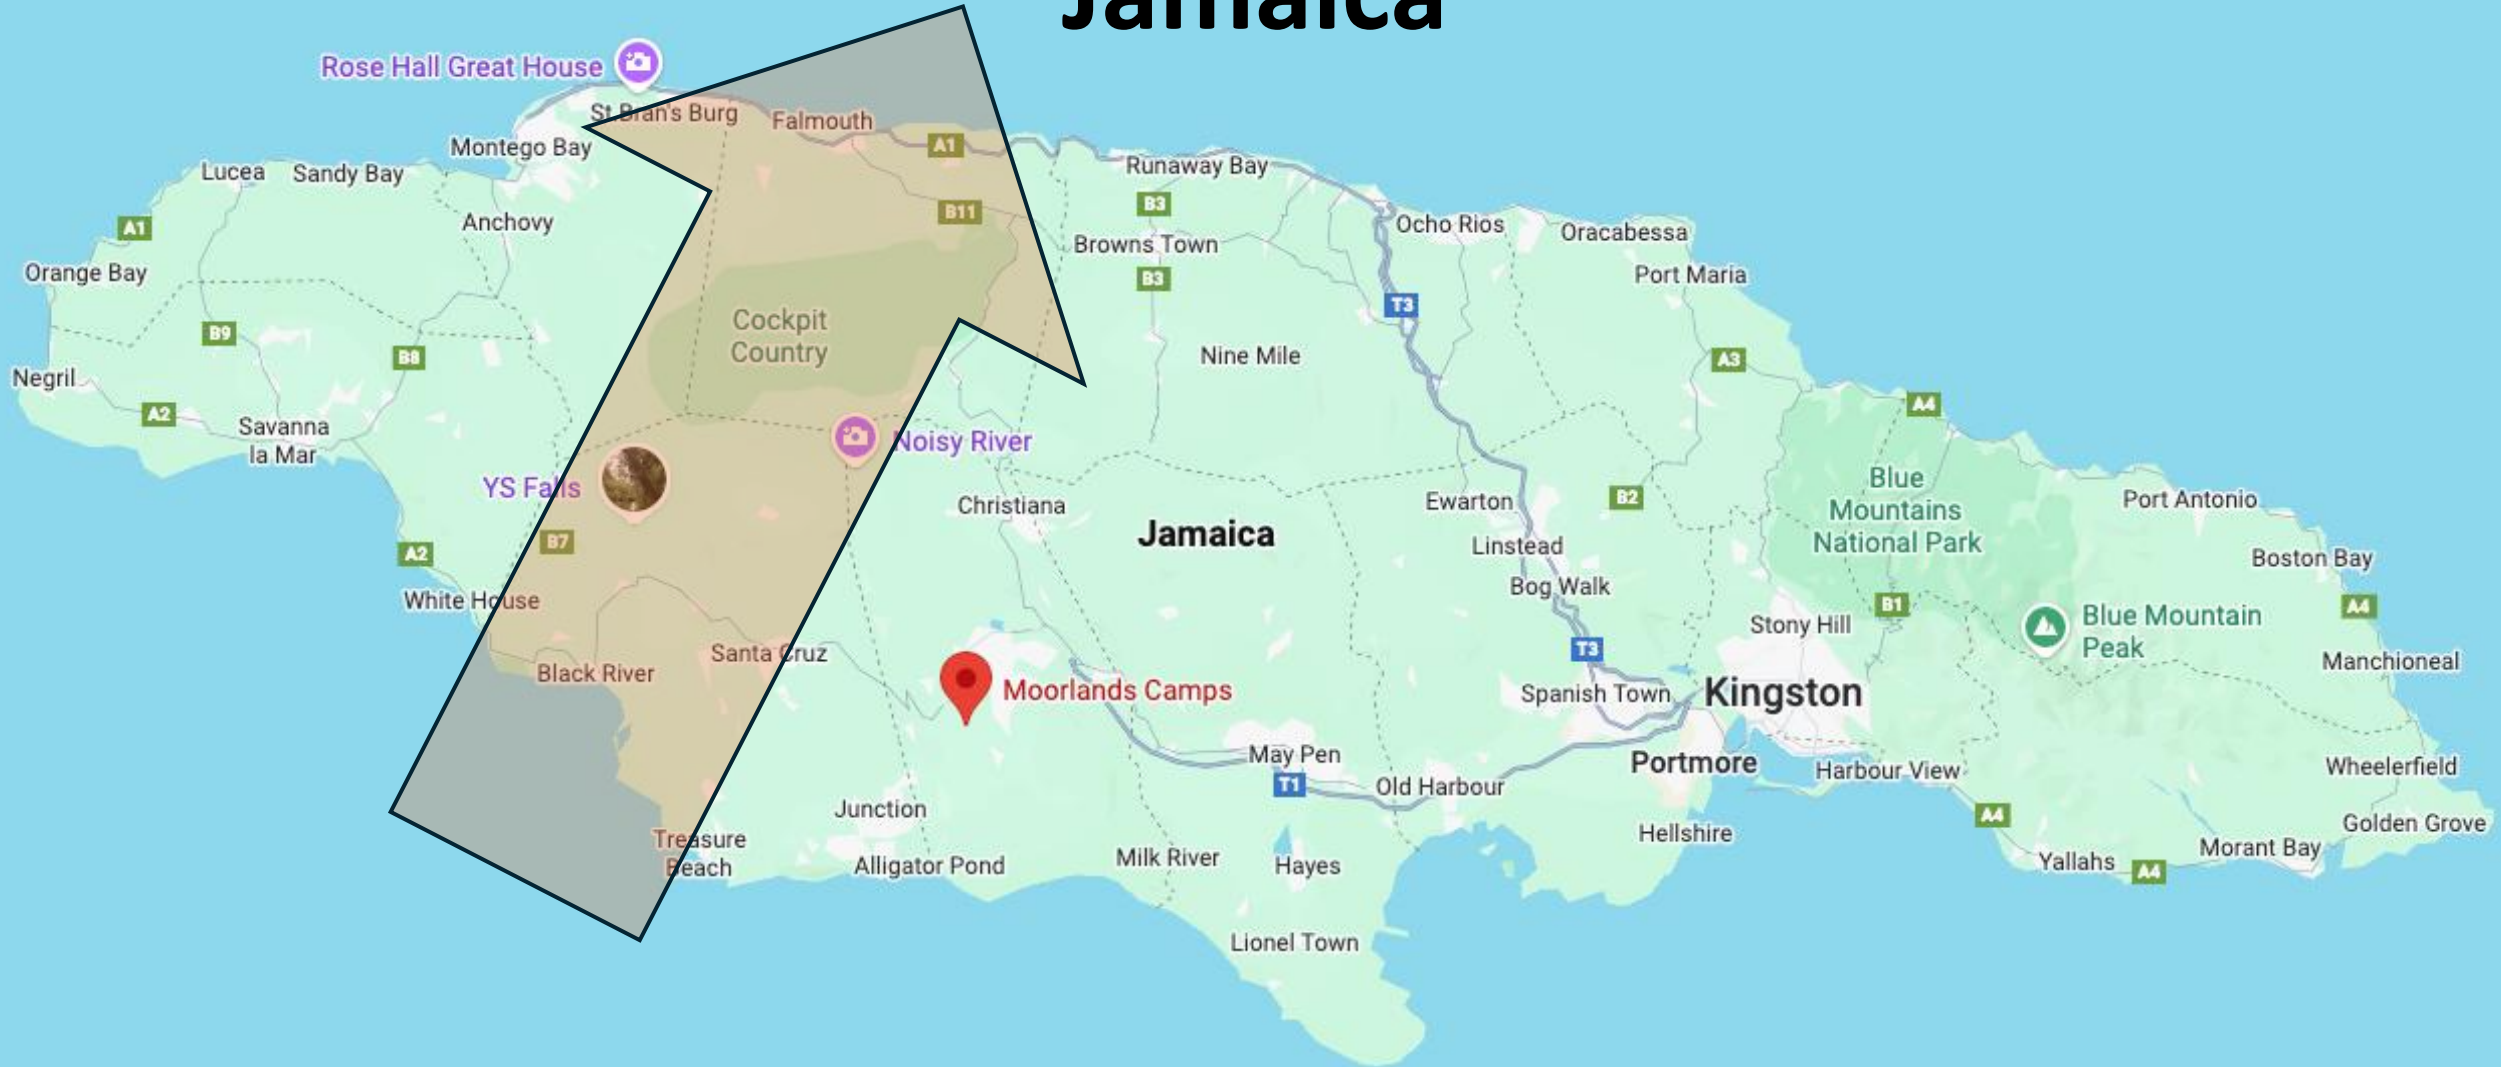 Jamaica
Rose Hall Great House
St.Bran's Burg
Falmouth
Montego Bay
A1
Runaway Bay
Lucea
Sandy Bay
B3
B11
Anchovy
A1
Ocho Rios
Oracabessa
Browns Town
Orange Bay
B3
Port Maria
T3
Cockpit
Country
B9
B8
Nine Mile
A3
Negril
A2
A4
Savanna
la Mar
Noisy River
YS Falls
Christiana
Ewarton
B2
Blue
Mountains
National Park
Port Antonio
Jamaica
B7
A2
Linstead
Boston Bay
Bog Walk
White House
B1
A4
Stony Hill
Blue Mountain
Peak
T3
Santa Cruz
Black River
Manchioneal
Moorlands Camps
Spanish Town
Kingston
May Pen
Portmore
Harbour View
Wheelerfield
T1
Old Harbour
Junction
A4
Golden Grove
Treasure
Beach
Hellshire
Alligator Pond
Milk River
Hayes
Yallahs
A4
Morant Bay
Lionel Town